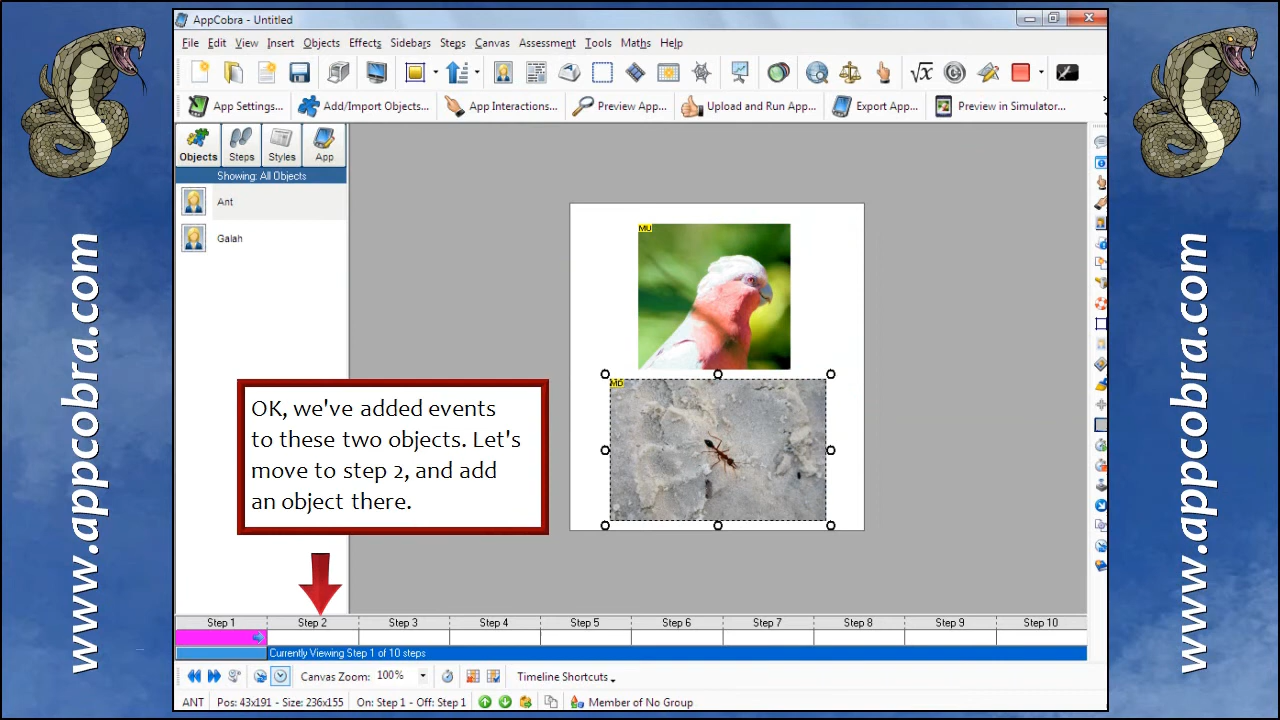 AppCobra - Untitled
File Edit View Insert Objects Effects Sidebars Steps Canvas Assessment Tools Maths Help
App Settings... Add/Import Objects... App Interactions... Preview App... Upload and Run App... Export App... Preview in Simulator...
Objects Steps Styles App
Showing: All Objects
Ant
Galah
MU
MD
OK, we've added events
to these two objects. Let's
move to step 2, and add
an object there.
Step 1 Step 2 Step 3 Step 4 Step 5 Step 6 Step 7 Step 8 Step 9 Step 10
Currently Viewing Step 1 of 10 steps
Canvas Zoom: 100% Timeline Shortcuts
ANT Pos: 43x191 - Size: 236x155 On: Step 1 - Off: Step 1 Member of No Group
www.appcobra.com
www.appcobra.com